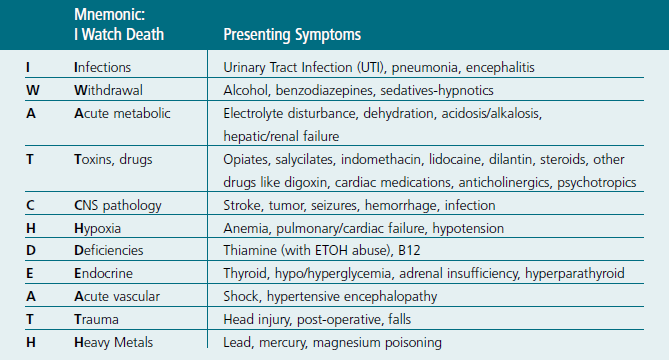 Mnemonic:
I Watch Death Presenting Symptoms
I Infections Urinary Tract Infection (UTI), pneumonia, encephalitis
W Withdrawal Alcohol, benzodiazepines, sedatives-hypnotics
A Acute metabolic Electrolyte disturbance, dehydration, acidosis/alkalosis,
hepatic/renal failure
T Toxins, drugs Opiates, salycilates, indomethacin, lidocaine, dilantin, steroids, other
drugs like digoxin, cardiac medications, anticholinergics, psychotropics
C CNS pathology Stroke, tumor, seizures, hemorrhage, infection
H Hypoxia Anemia, pulmonary/cardiac failure, hypotension
D Deficiencies Thiamine (with ETOH abuse), B12
E Endocrine Thyroid, hypo/hyperglycemia, adrenal insufficiency, hyperparathyroid
A Acute vascular Shock, hypertensive encephalopathy
T Trauma Head injury, post-operative, falls
H Heavy Metals Lead, mercury, magnesium poisoning